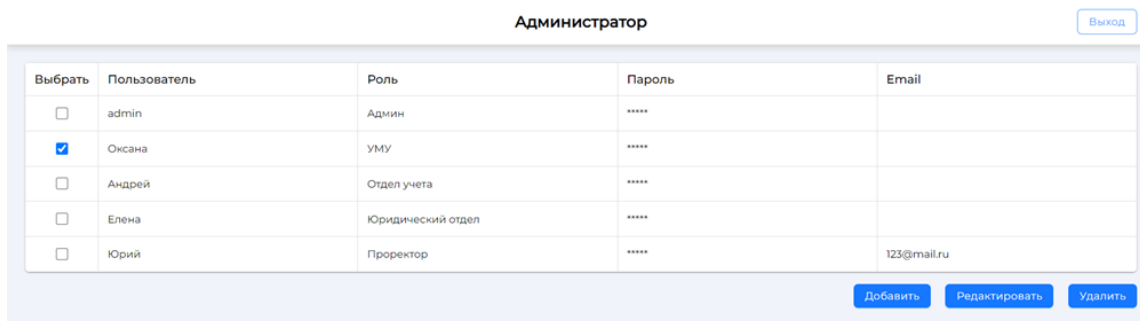 Администратор
Выход
Выбрать Пользователь Роль Пароль Email
admin Админ *****
Оксана УМУ *****
Андрей Отдел учета *****
Елена Юридический отдел *****
Юрий Проректор ***** 123@mail.ru
Добавить Редактировать Удалить